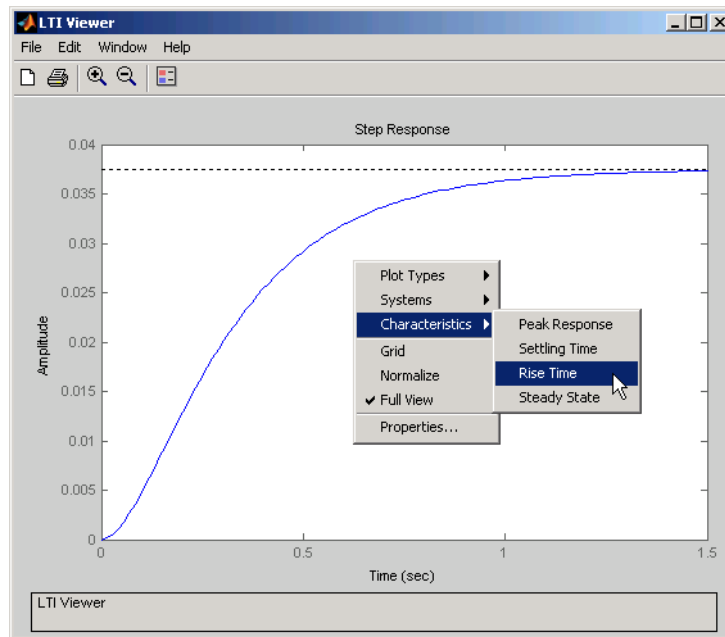 LTI Viewer
File Edit Window Help
Step Response
0.04
0.035
0.03
0.025
0.02
0.015
0.01
0.005
0
Amplitude
Plot Types
Systems
Characteristics
Grid
Normalize
Full View
Properties...
Peak Response
Settling Time
Rise Time
Steady State
0 0.5 1 1.5
Time (sec)
LTI Viewer